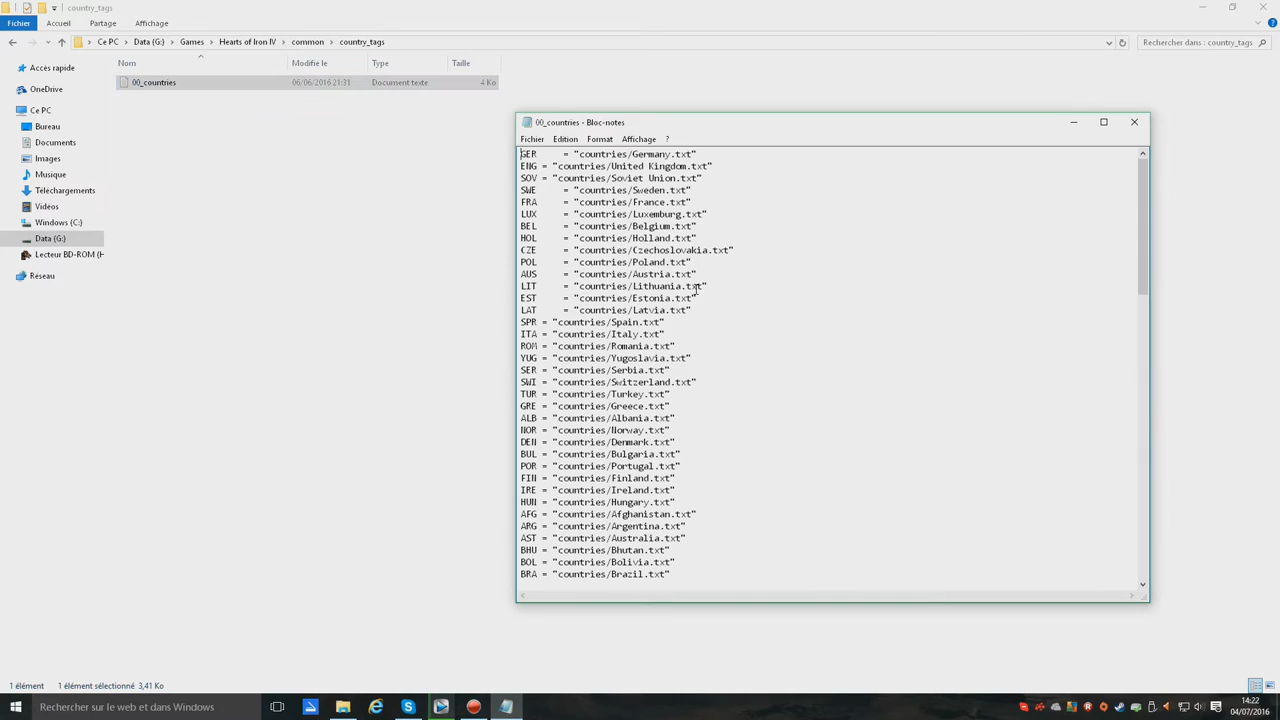 country_tags
Fichier Accueil Partage Affichage
Ce PC > Data (G:) > Games > Hearts of Iron IV > common > country_tags
Rechercher dans : country_tags
Accès rapide
OneDrive
Ce PC
Bureau
Documents
Images
Musique
Téléchargements
Vidéos
Windows (C:)
Data (G:)
Lecteur BD-ROM (H
Réseau
Nom Modifié le Type Taille
00_countries 06/06/2016 21:31 Document texte 4 Ko
00_countries - Bloc-notes
Fichier Edition Format Affichage ?
GER = "countries/Germany.txt"
ENG = "countries/United Kingdom.txt"
SOV = "countries/Soviet Union.txt"
SWE = "countries/Sweden.txt"
FRA = "countries/France.txt"
LUX = "countries/Luxemburg.txt"
BEL = "countries/Belgium.txt"
HOL = "countries/Holland.txt"
CZE = "countries/Czechoslovakia.txt"
POL = "countries/Poland.txt"
AUS = "countries/Austria.txt"
LIT = "countries/Lithuania.txt"
EST = "countries/Estonia.txt"
LAT = "countries/Latvia.txt"
SPR = "countries/Spain.txt"
ITA = "countries/Italy.txt"
ROM = "countries/Romania.txt"
YUG = "countries/Yugoslavia.txt"
SER = "countries/Serbia.txt"
SWI = "countries/Switzerland.txt"
TUR = "countries/Turkey.txt"
GRE = "countries/Greece.txt"
ALB = "countries/Albania.txt"
NOR = "countries/Norway.txt"
DEN = "countries/Denmark.txt"
BUL = "countries/Bulgaria.txt"
POR = "countries/Portugal.txt"
FIN = "countries/Finland.txt"
IRE = "countries/Ireland.txt"
HUN = "countries/Hungary.txt"
AFG = "countries/Afghanistan.txt"
ARG = "countries/Argentina.txt"
AST = "countries/Australia.txt"
BHU = "countries/Bhutan.txt"
BOL = "countries/Bolivia.txt"
BRA = "countries/Brazil.txt"
1 élément 1 élément sélectionné 3,41 Ko
Rechercher sur le web et dans Windows
14:22
04/07/2016